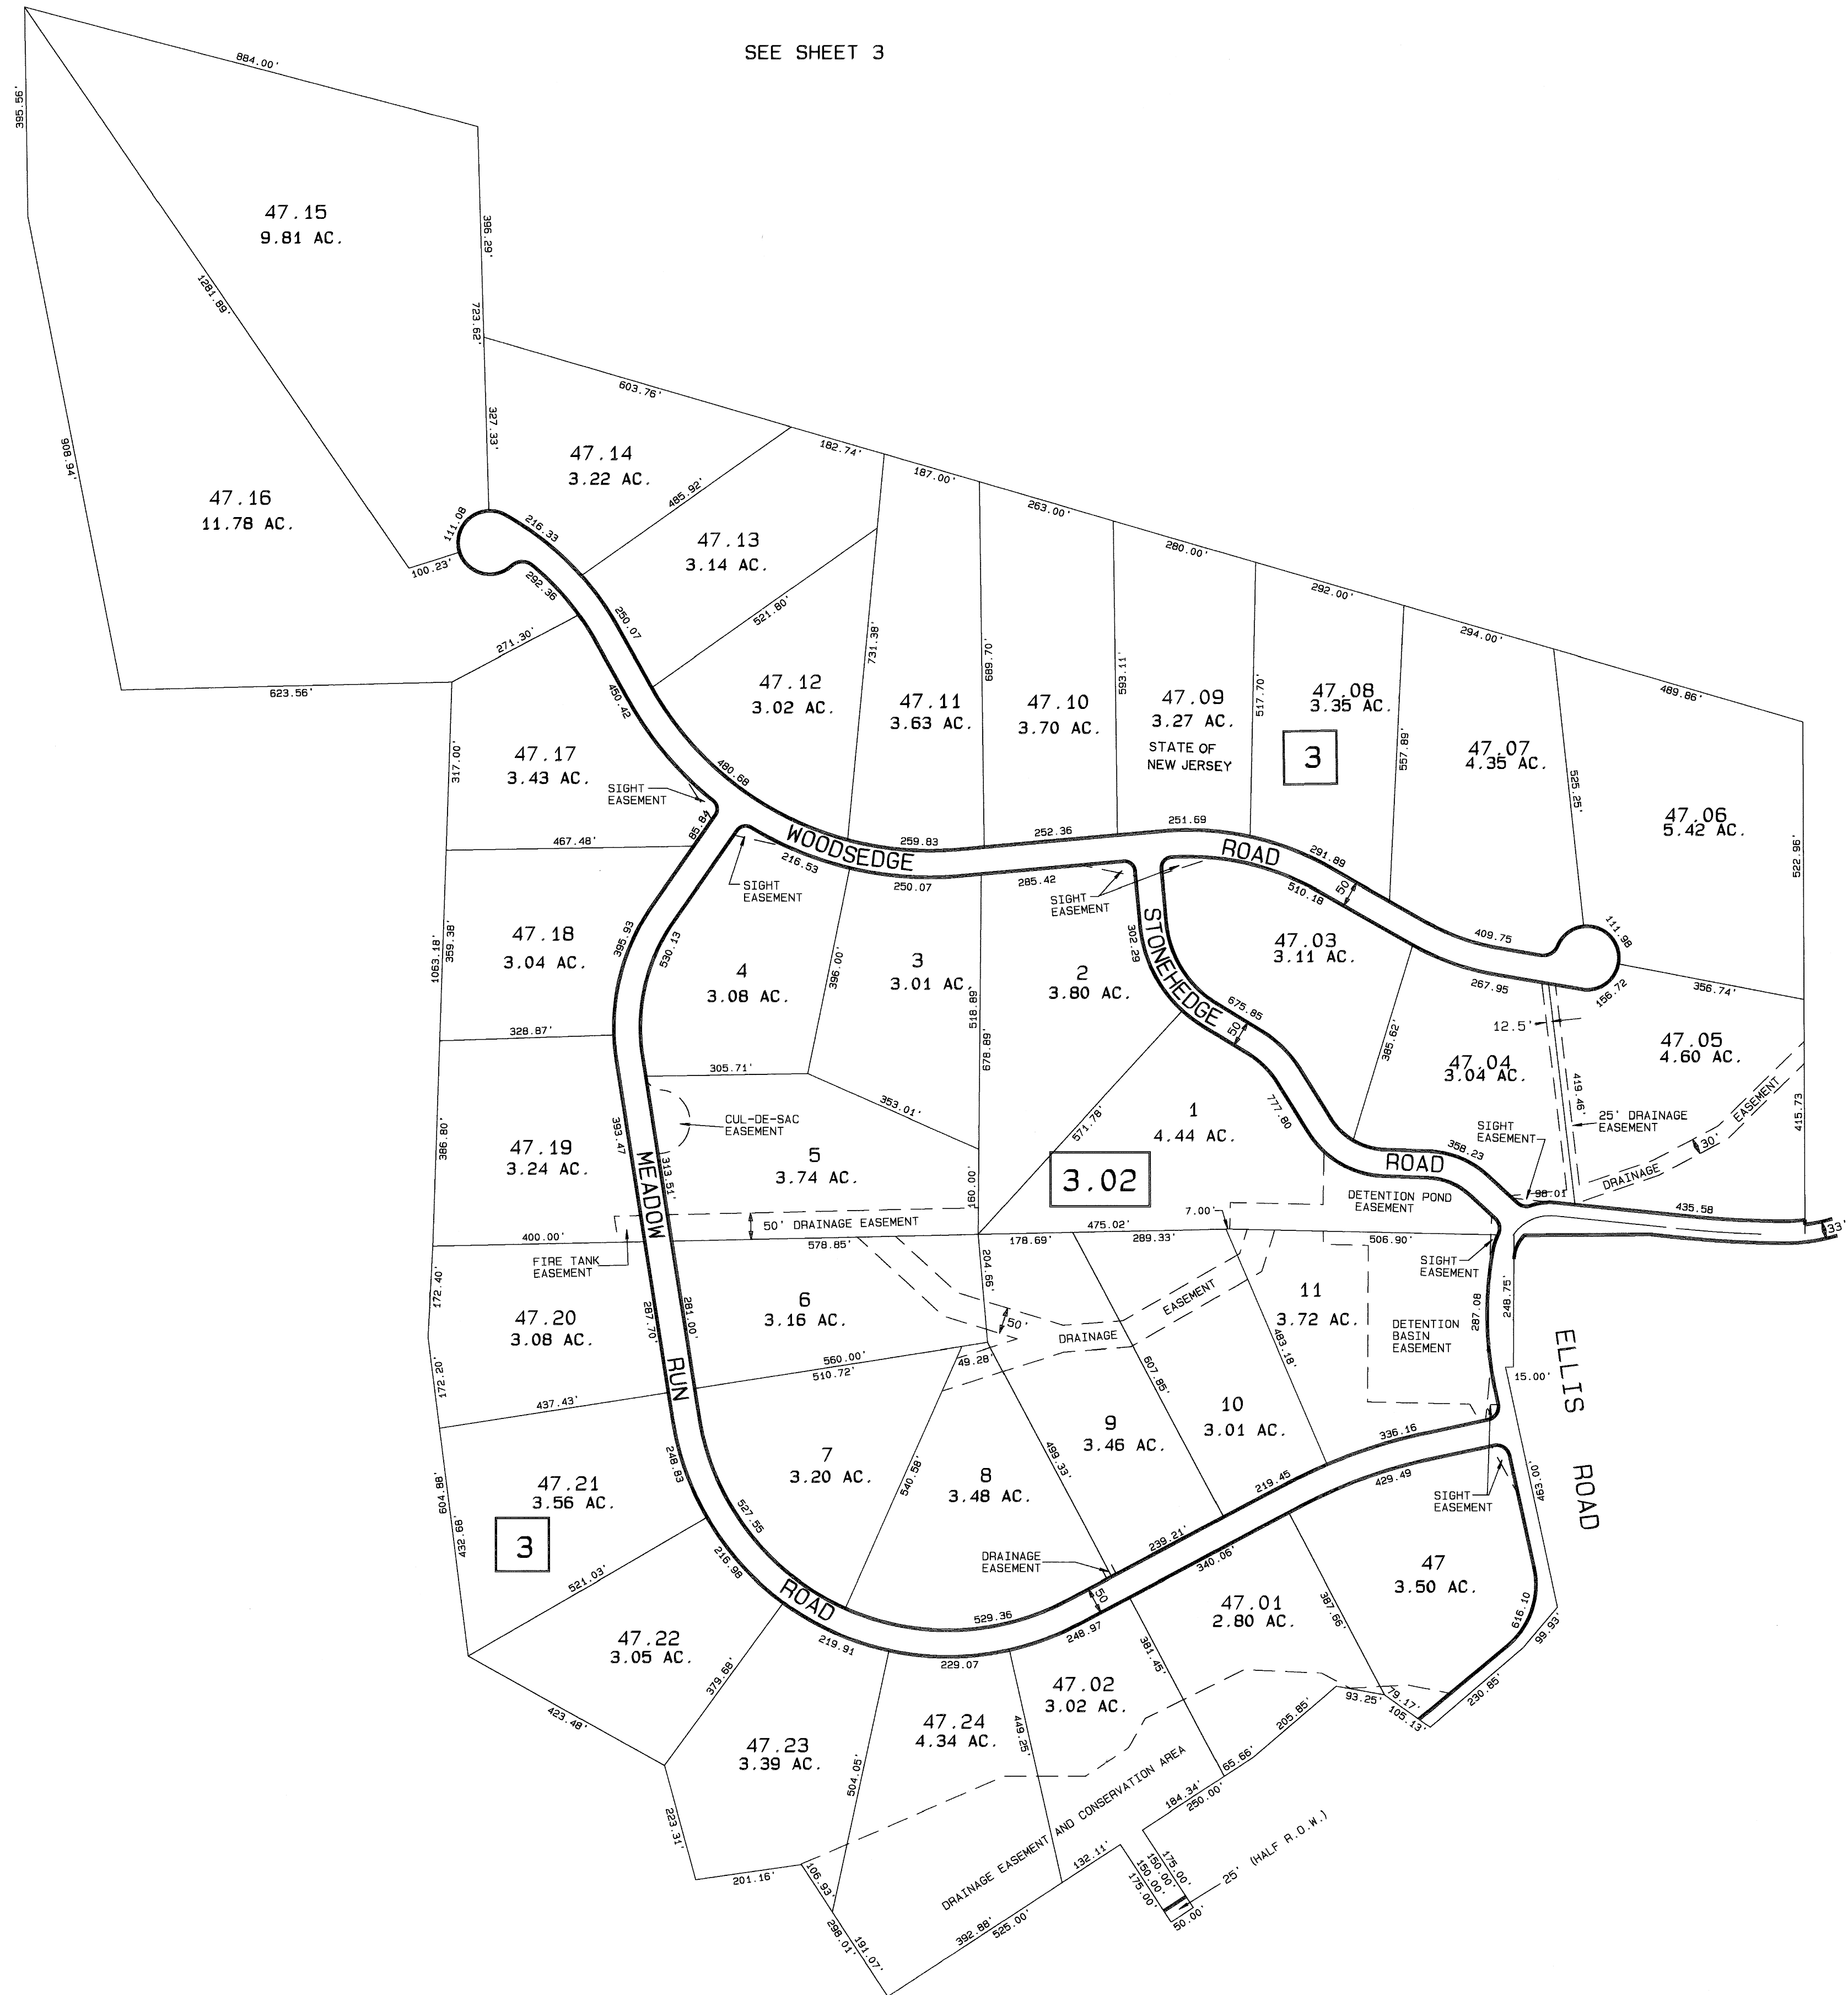 SEE SHEET 3
884.00'
395.56'
47.15
9.81 AC.
396.29'
1281.89'
723.62'
603.76'
327.33'
182.74'
187.00'
908.94'
47.14
3.22 AC.
485.92'
263.00'
47.16
11.78 AC.
111.08
216.33
47.13
3.14 AC.
280.00'
100.23'
292.36
250.07
521.80'
292.00'
271.30'
731.38'
689.70'
593.11'
517.70'
294.00'
623.56'
450.42
47.12
3.02 AC.
47.11
3.63 AC.
47.10
3.70 AC.
47.09
3.27 AC.
STATE OF
NEW JERSEY
47.08
3.35 AC.
3
557.89'
489.86'
47.07
4.35 AC.
525.25'
47.06
5.42 AC.
522.96'
317.00'
47.17
3.43 AC.
SIGHT
EASEMENT
480.68
85.84
467.48'
WOODSEDGE
ROAD
216.53
259.83
250.07
252.36
285.42
251.69
291.89
510.18
50
SIGHT
EASEMENT
SIGHT
EASEMENT
STONEHEDGE
302.29
409.75
111.98
47.18
3.04 AC.
395.93
530.13
1063.18'
359.38'
4
3.08 AC.
396.00'
3
3.01 AC.
518.89'
678.89'
2
3.80 AC.
47.03
3.11 AC.
267.95
156.72
356.74'
675.85
50
385.62'
12.5'
47.04
3.04 AC.
47.05
4.60 AC.
328.87'
305.71'
353.01'
571.78'
777.80
419.46'
25' DRAINAGE
EASEMENT
EASEMENT
30'
DRAINAGE
415.73
386.80'
393.47
47.19
3.24 AC.
MEADOW
313.51'
CUL-DE-SAC
EASEMENT
5
3.74 AC.
160.00'
1
4.44 AC.
3.02
ROAD
358.23
SIGHT
EASEMENT
98.01
435.58
33'
DETENTION POND
EASEMENT
400.00'
50' DRAINAGE EASEMENT
578.85'
475.02'
7.00'
178.69'
289.33'
506.90'
FIRE TANK
EASEMENT
204.66'
SIGHT
EASEMENT
172.40'
47.20
3.08 AC.
287.70'
281.00'
6
3.16 AC.
50'
DRAINAGE
EASEMENT
11
3.72 AC.
DETENTION
BASIN
EASEMENT
287.08
248.75'
ELLIS
ROAD
172.20'
437.43'
RUN
560.00'
510.72'
49.28'
607.85'
483.18'
15.00'
47.21
3.56 AC.
248.83
527.55
7
3.20 AC.
540.58'
8
3.48 AC.
499.33'
9
3.46 AC.
10
3.01 AC.
336.16
219.45
429.49
SIGHT
EASEMENT
463.00'
604.88'
432.68'
3
521.03'
216.98
ROAD
DRAINAGE
EASEMENT
239.21'
340.06'
50
47
3.50 AC.
47.01
2.80 AC.
387.66'
616.10
99.93'
47.22
3.05 AC.
379.68'
219.91
529.36
248.97
229.07
381.45'
423.48'
47.02
3.02 AC.
93.25'
79.17'
105.13'
230.85'
205.85'
47.23
3.39 AC.
504.05'
47.24
4.34 AC.
449.25'
65.66'
223.31'
DRAINAGE EASEMENT AND CONSERVATION AREA
184.34'
250.00'
201.16'
106.93'
132.11'
175.00'
150.00'
150.00'
175.00'
25' (HALF R.O.W.)
50.00'
392.88'
525.00'
298.01'
191.07'